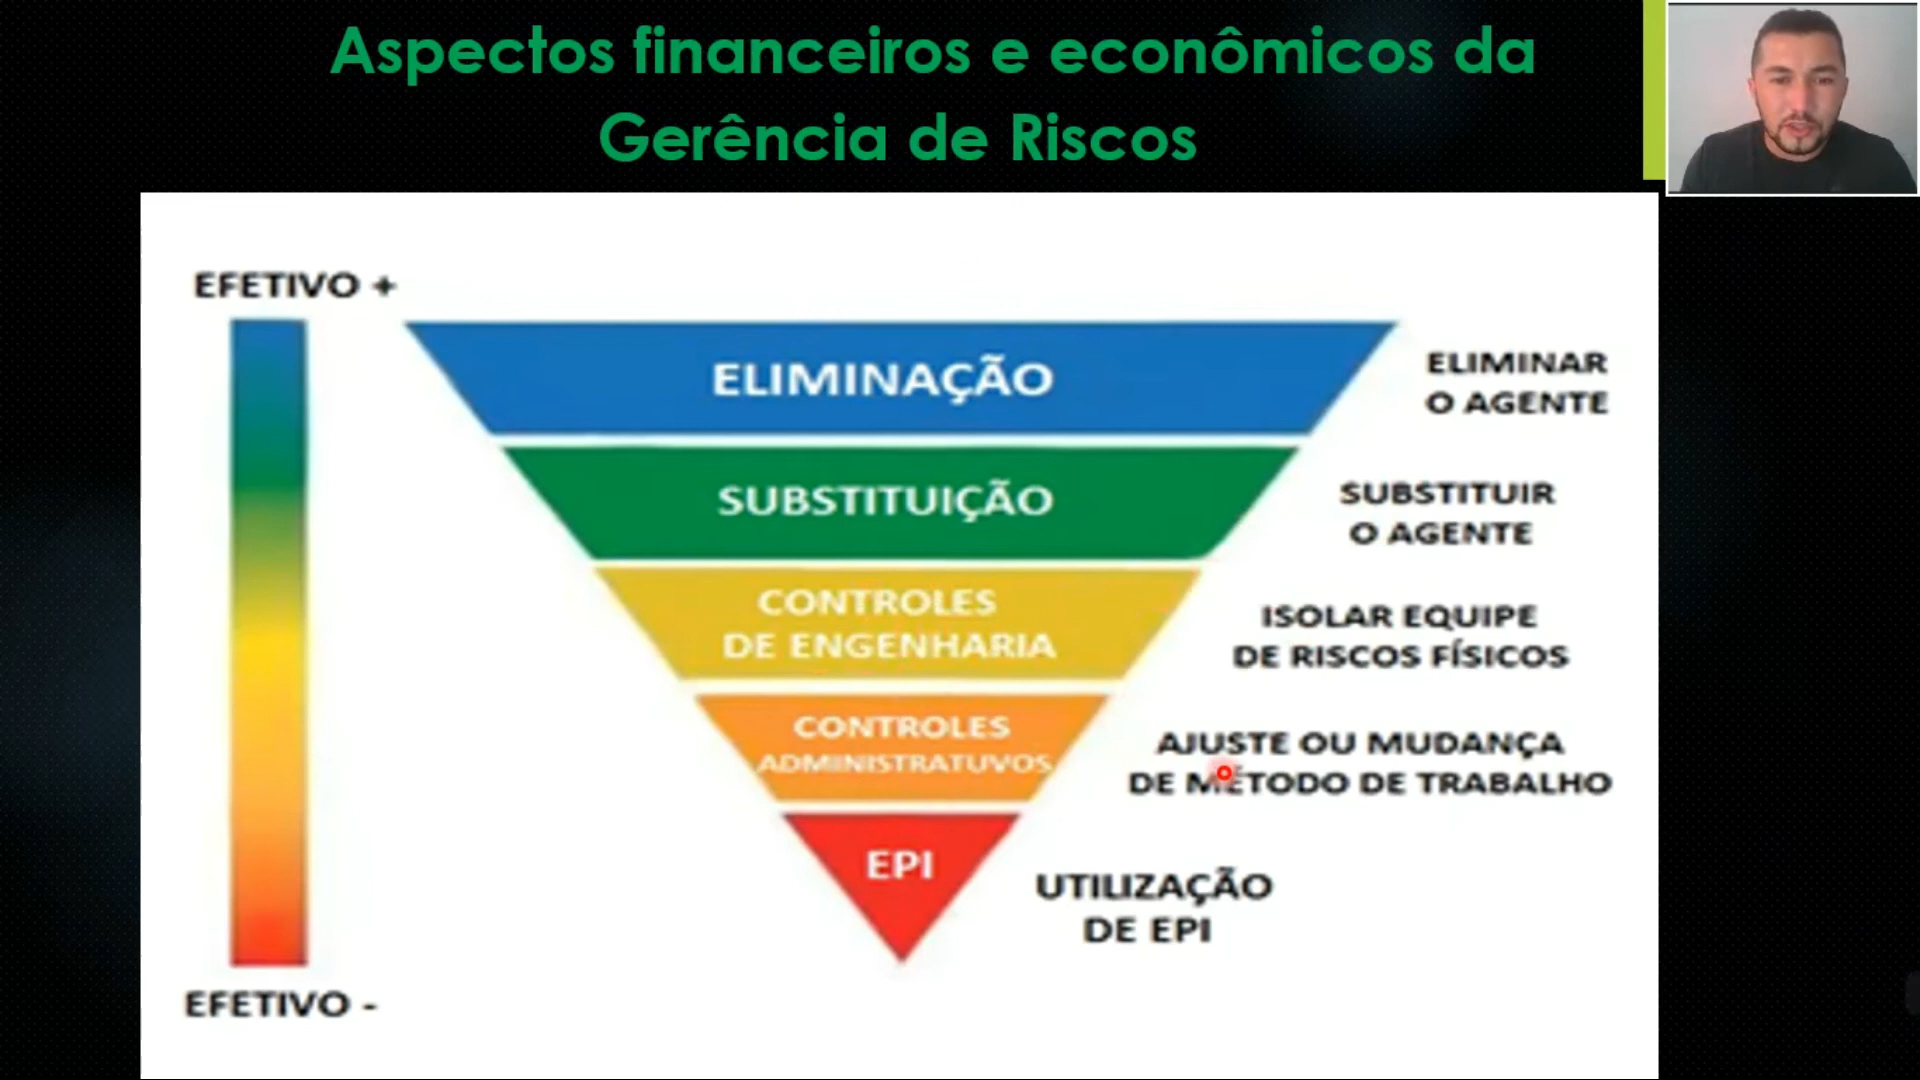 Aspectos financeiros e econômicos da
Gerência de Riscos
EFETIVO +
ELIMINAÇÃO
ELIMINAR
O AGENTE
SUBSTITUIÇÃO
SUBSTITUIR
O AGENTE
CONTROLES
DE ENGENHARIA
ISOLAR EQUIPE
DE RISCOS FÍSICOS
CONTROLES
ADMINISTRATUVOS
AJUSTE OU MUDANÇA
DE MÉTODO DE TRABALHO
EPI
UTILIZAÇÃO
DE EPI
EFETIVO -